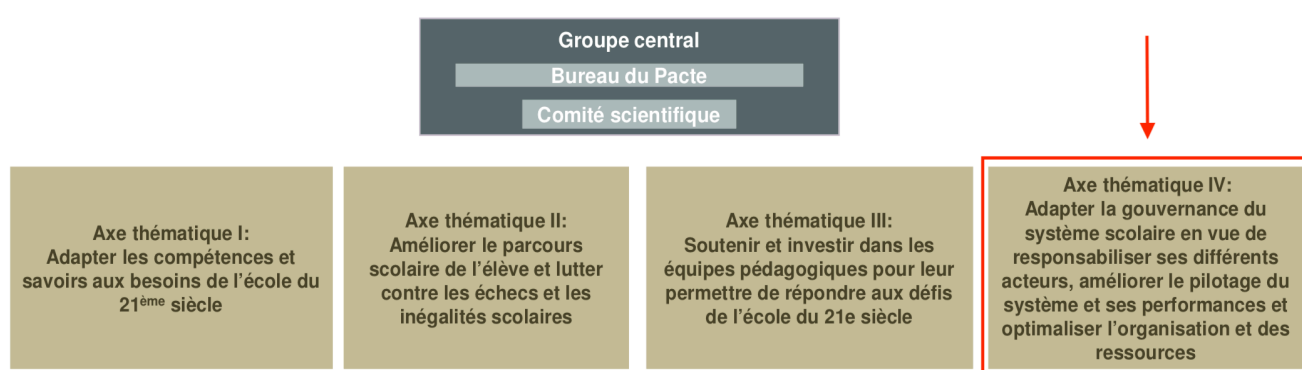 Groupe central
Bureau du Pacte
Comité scientifique
Axe thématique I:
Adapter les compétences et
savoirs aux besoins de l’école du
21ème siècle
Axe thématique II:
Améliorer le parcours
scolaire de l’élève et lutter
contre les échecs et les
inégalités scolaires
Axe thématique III:
Soutenir et investir dans les
équipes pédagogiques pour leur
permettre de répondre aux défis
de l’école du 21e siècle
Axe thématique IV:
Adapter la gouvernance du
système scolaire en vue de
responsabiliser ses différents
acteurs, améliorer le pilotage du
système et ses performances et
optimaliser l’organisation et des
ressources